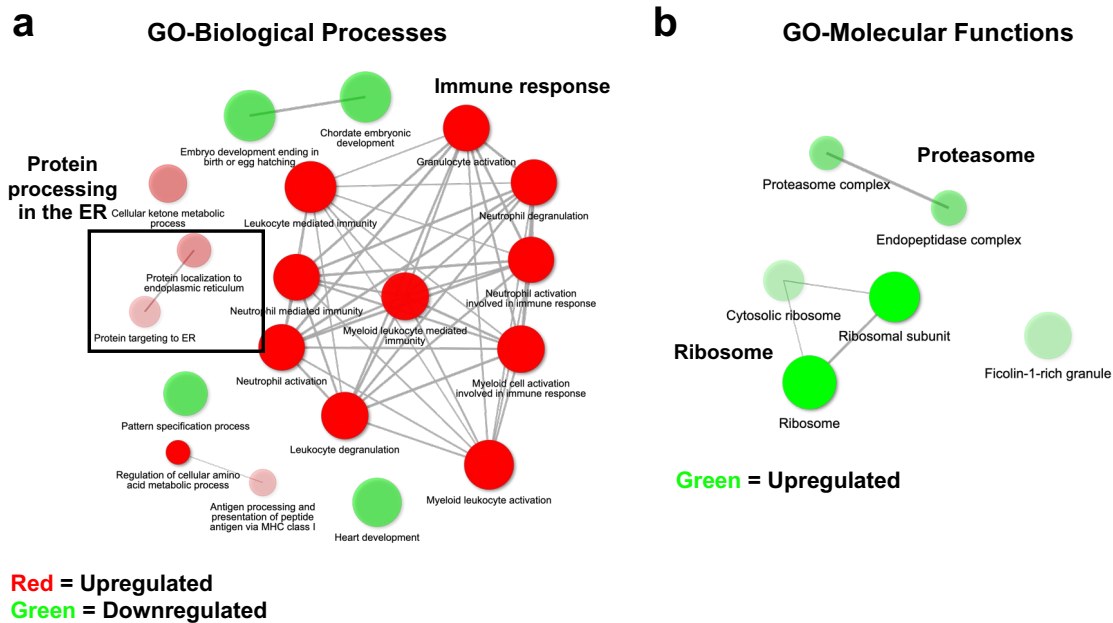 a
GO-Biological Processes
Immune response
Chordate embryonic
development
Embryo development ending in
birth or egg hatching
Granulocyte activation
Protein
processing
in the ER
Cellular ketone metabolic
process
Leukocyte mediated immunity
Neutrophil degranulation
Protein localization to
endoplasmic reticulum
Protein targeting to ER
Neutrophil mediated immunity
Neutrophil activation
involved in immune response
Myeloid leukocyte mediated
immunity
Neutrophil activation
Myeloid cell activation
involved in immune response
Pattern specification process
Leukocyte degranulation
Regulation of cellular amino
acid metabolic process
Myeloid leukocyte activation
Antigen processing and
presentation of peptide
antigen via MHC class I
Heart development
Red = Upregulated
Green = Downregulated
b
GO-Molecular Functions
Proteasome
Proteasome complex
Endopeptidase complex
Cytosolic ribosome
Ribosomal subunit
Ribosome
Ficolin-1-rich granule
Ribosome
Green = Upregulated